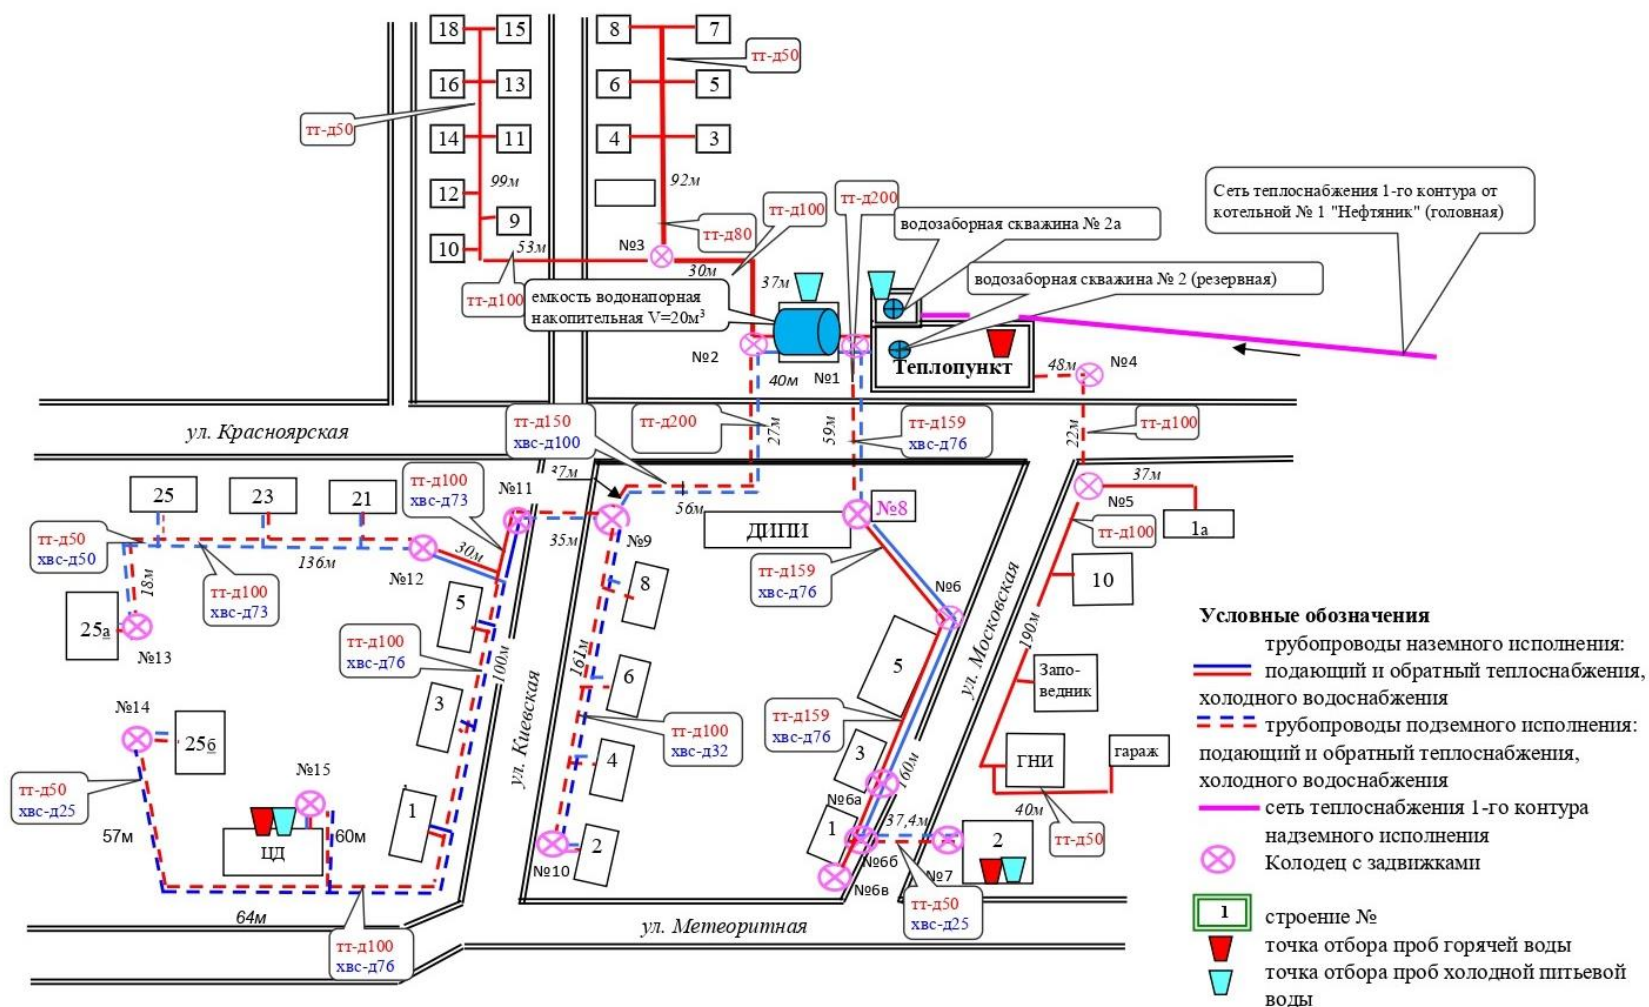 18
15
8
7
тт-д50
16
13
6
5
тт-д50
14
11
4
3
99м
92м
12
9
10
53м
тт-д100
№3
тт-д80
30м
тт-д100
тт-д200
37м
водозаборная скважина № 2а
Сеть теплоснабжения 1-го контура от
котельной № 1 "Нефтяник" (головная)
водозаборная скважина № 2 (резервная)
емкость водонапорная
накопительная V=20м³
№2
40м
№1
Теплопункт
48м
№4
ул. Красноярская
тт-д150
хвс-д100
тт-д200
27м
59м
тт-д159
хвс-д76
22м
тт-д100
25
23
21
тт-д100
хвс-д73
№11
37м
56м
35м
№9
ДИПИ
№8
37м
№5
1а
тт-д100
тт-д50
хвс-д50
18м
136м
тт-д100
хвс-д73
№12
30м
25а
№13
5
тт-д100
хвс-д76
100м
3
1
8
6
4
2
161м
тт-д100
хвс-д32
№10
ул. Киевская
тт-д159
хвс-д76
№6
5
тт-д159
хвс-д76
3
№6а
160м
1
37,4м
№6б
№6в
№7
2
тт-д50
хвс-д25
ул. Московская
10
190м
Запо-
ведник
ГНИ
гараж
40м
тт-д50
№14
25б
тт-д50
хвс-д25
57м
№15
ЦД
60м
64м
тт-д100
хвс-д76
ул. Метеоритная
Условные обозначения
трубопроводы наземного исполнения:
подающий и обратный теплоснабжения,
холодного водоснабжения
трубопроводы подземного исполнения:
подающий и обратный теплоснабжения,
холодного водоснабжения
сеть теплоснабжения 1-го контура
надземного исполнения
Колодец с задвижками
1
строение №
точка отбора проб горячей воды
точка отбора проб холодной питьевой
воды